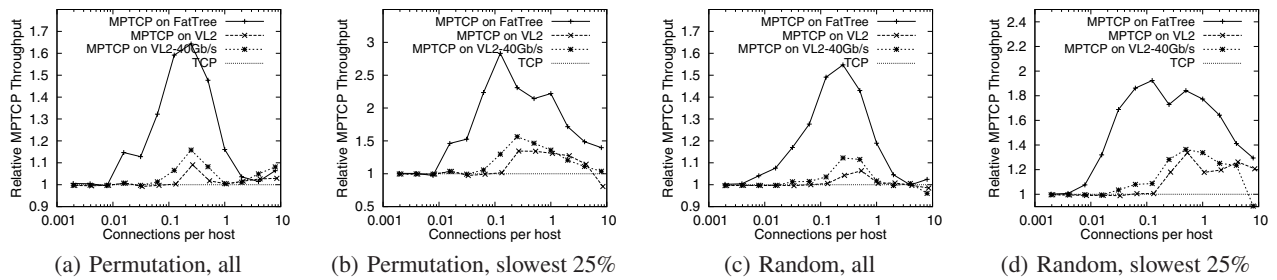 Relative MPTCP Throughput
1.7
1.6
1.5
1.4
1.3
1.2
1.1
1
0.9
MPTCP on FatTree
MPTCP on VL2
MPTCP on VL2-40Gb/s
TCP
0.001
0.01
0.1
1
10
Connections per host
(a) Permutation, all
Relative MPTCP Throughput
3
2.5
2
1.5
1
0.5
MPTCP on FatTree
MPTCP on VL2
MPTCP on VL2-40Gb/s
TCP
0.001
0.01
0.1
1
10
Connections per host
(b) Permutation, slowest 25%
Relative MPTCP Throughput
1.7
1.6
1.5
1.4
1.3
1.2
1.1
1
0.9
MPTCP on FatTree
MPTCP on VL2
MPTCP on VL2-40Gb/s
TCP
0.001
0.01
0.1
1
10
Connections per host
(c) Random, all
Relative MPTCP Throughput
2.4
2.2
2
1.8
1.6
1.4
1.2
1
MPTCP on FatTree
MPTCP on VL2
MPTCP on VL2-40Gb/s
TCP
0.001
0.01
0.1
1
10
Connections per host
(d) Random, slowest 25%